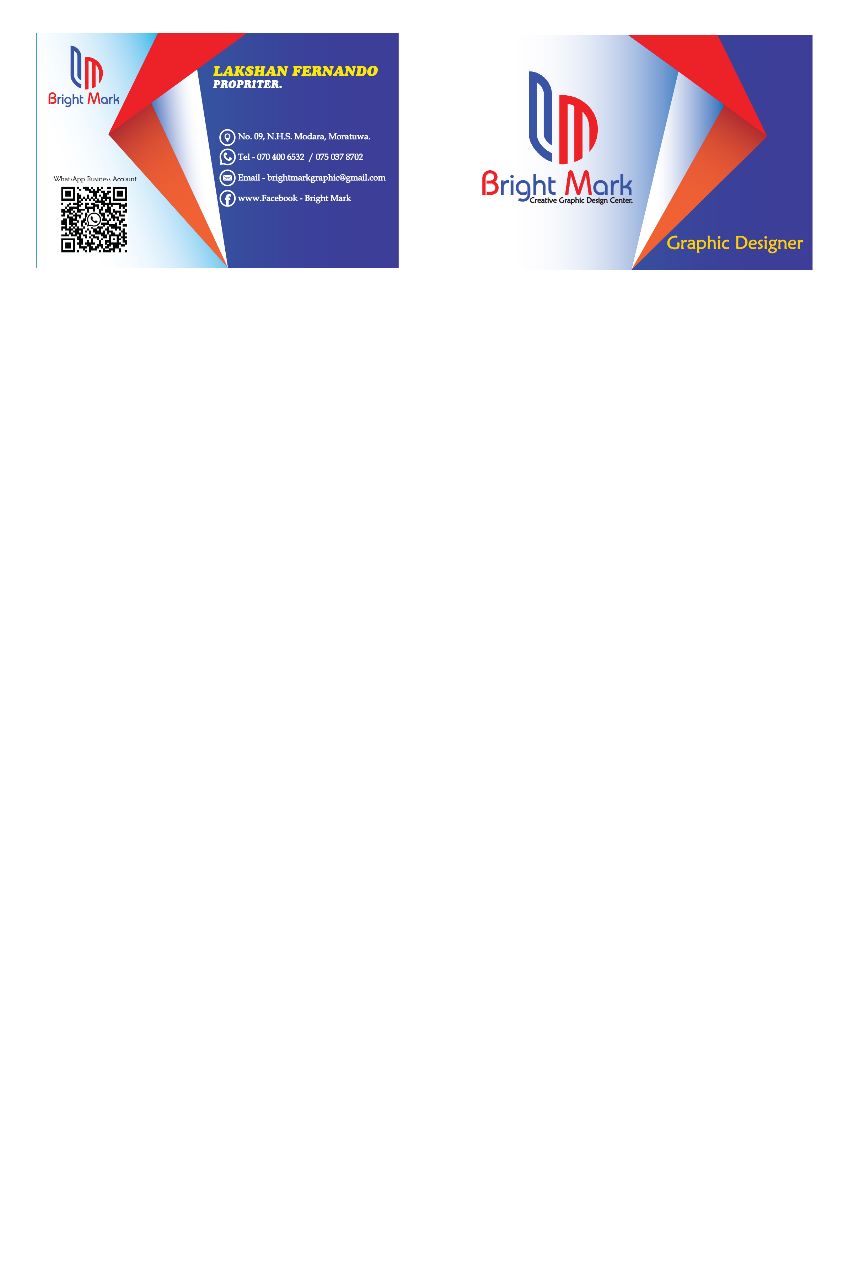 Bright Mark
LAKSHAN FERNANDO
PROPRITER.
No. 09, N.H.S. Modara, Moratuwa.
Tel - 070 400 6532 / 075 037 8702
Email - brightmarkgraphic@gmail.com
www.Facebook - Bright Mark
WhatsApp Business Account
Bright Mark
Creative Graphic Design Center.
Graphic Designer